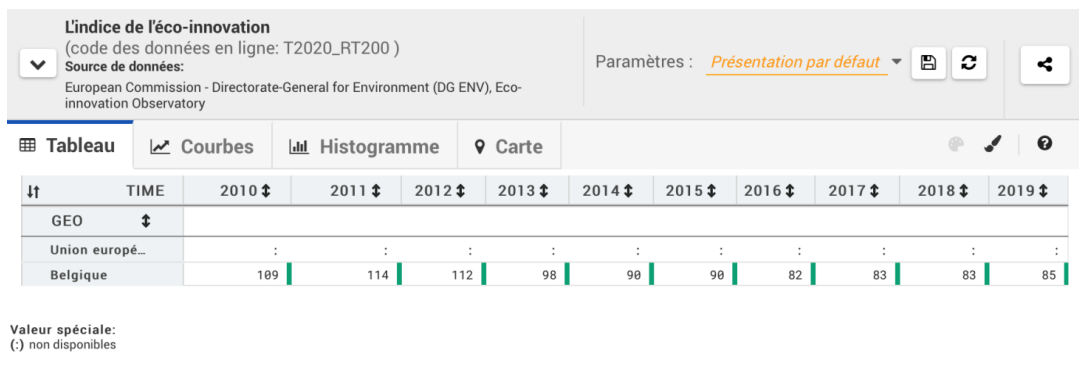 L'indice de l'éco-innovation
(code des données en ligne: T2020_RT200 )
Source de données:
European Commission - Directorate-General for Environment (DG ENV), Eco-
innovation Observatory
Paramètres : Présentation par défaut
Tableau Courbes Histogramme Carte
TIME 2010 2011 2012 2013 2014 2015 2016 2017 2018 2019
GEO
Union europé… : : : : : : : : : :
Belgique 109 114 112 98 90 90 82 83 83 85
Valeur spéciale:
(:) non disponibles